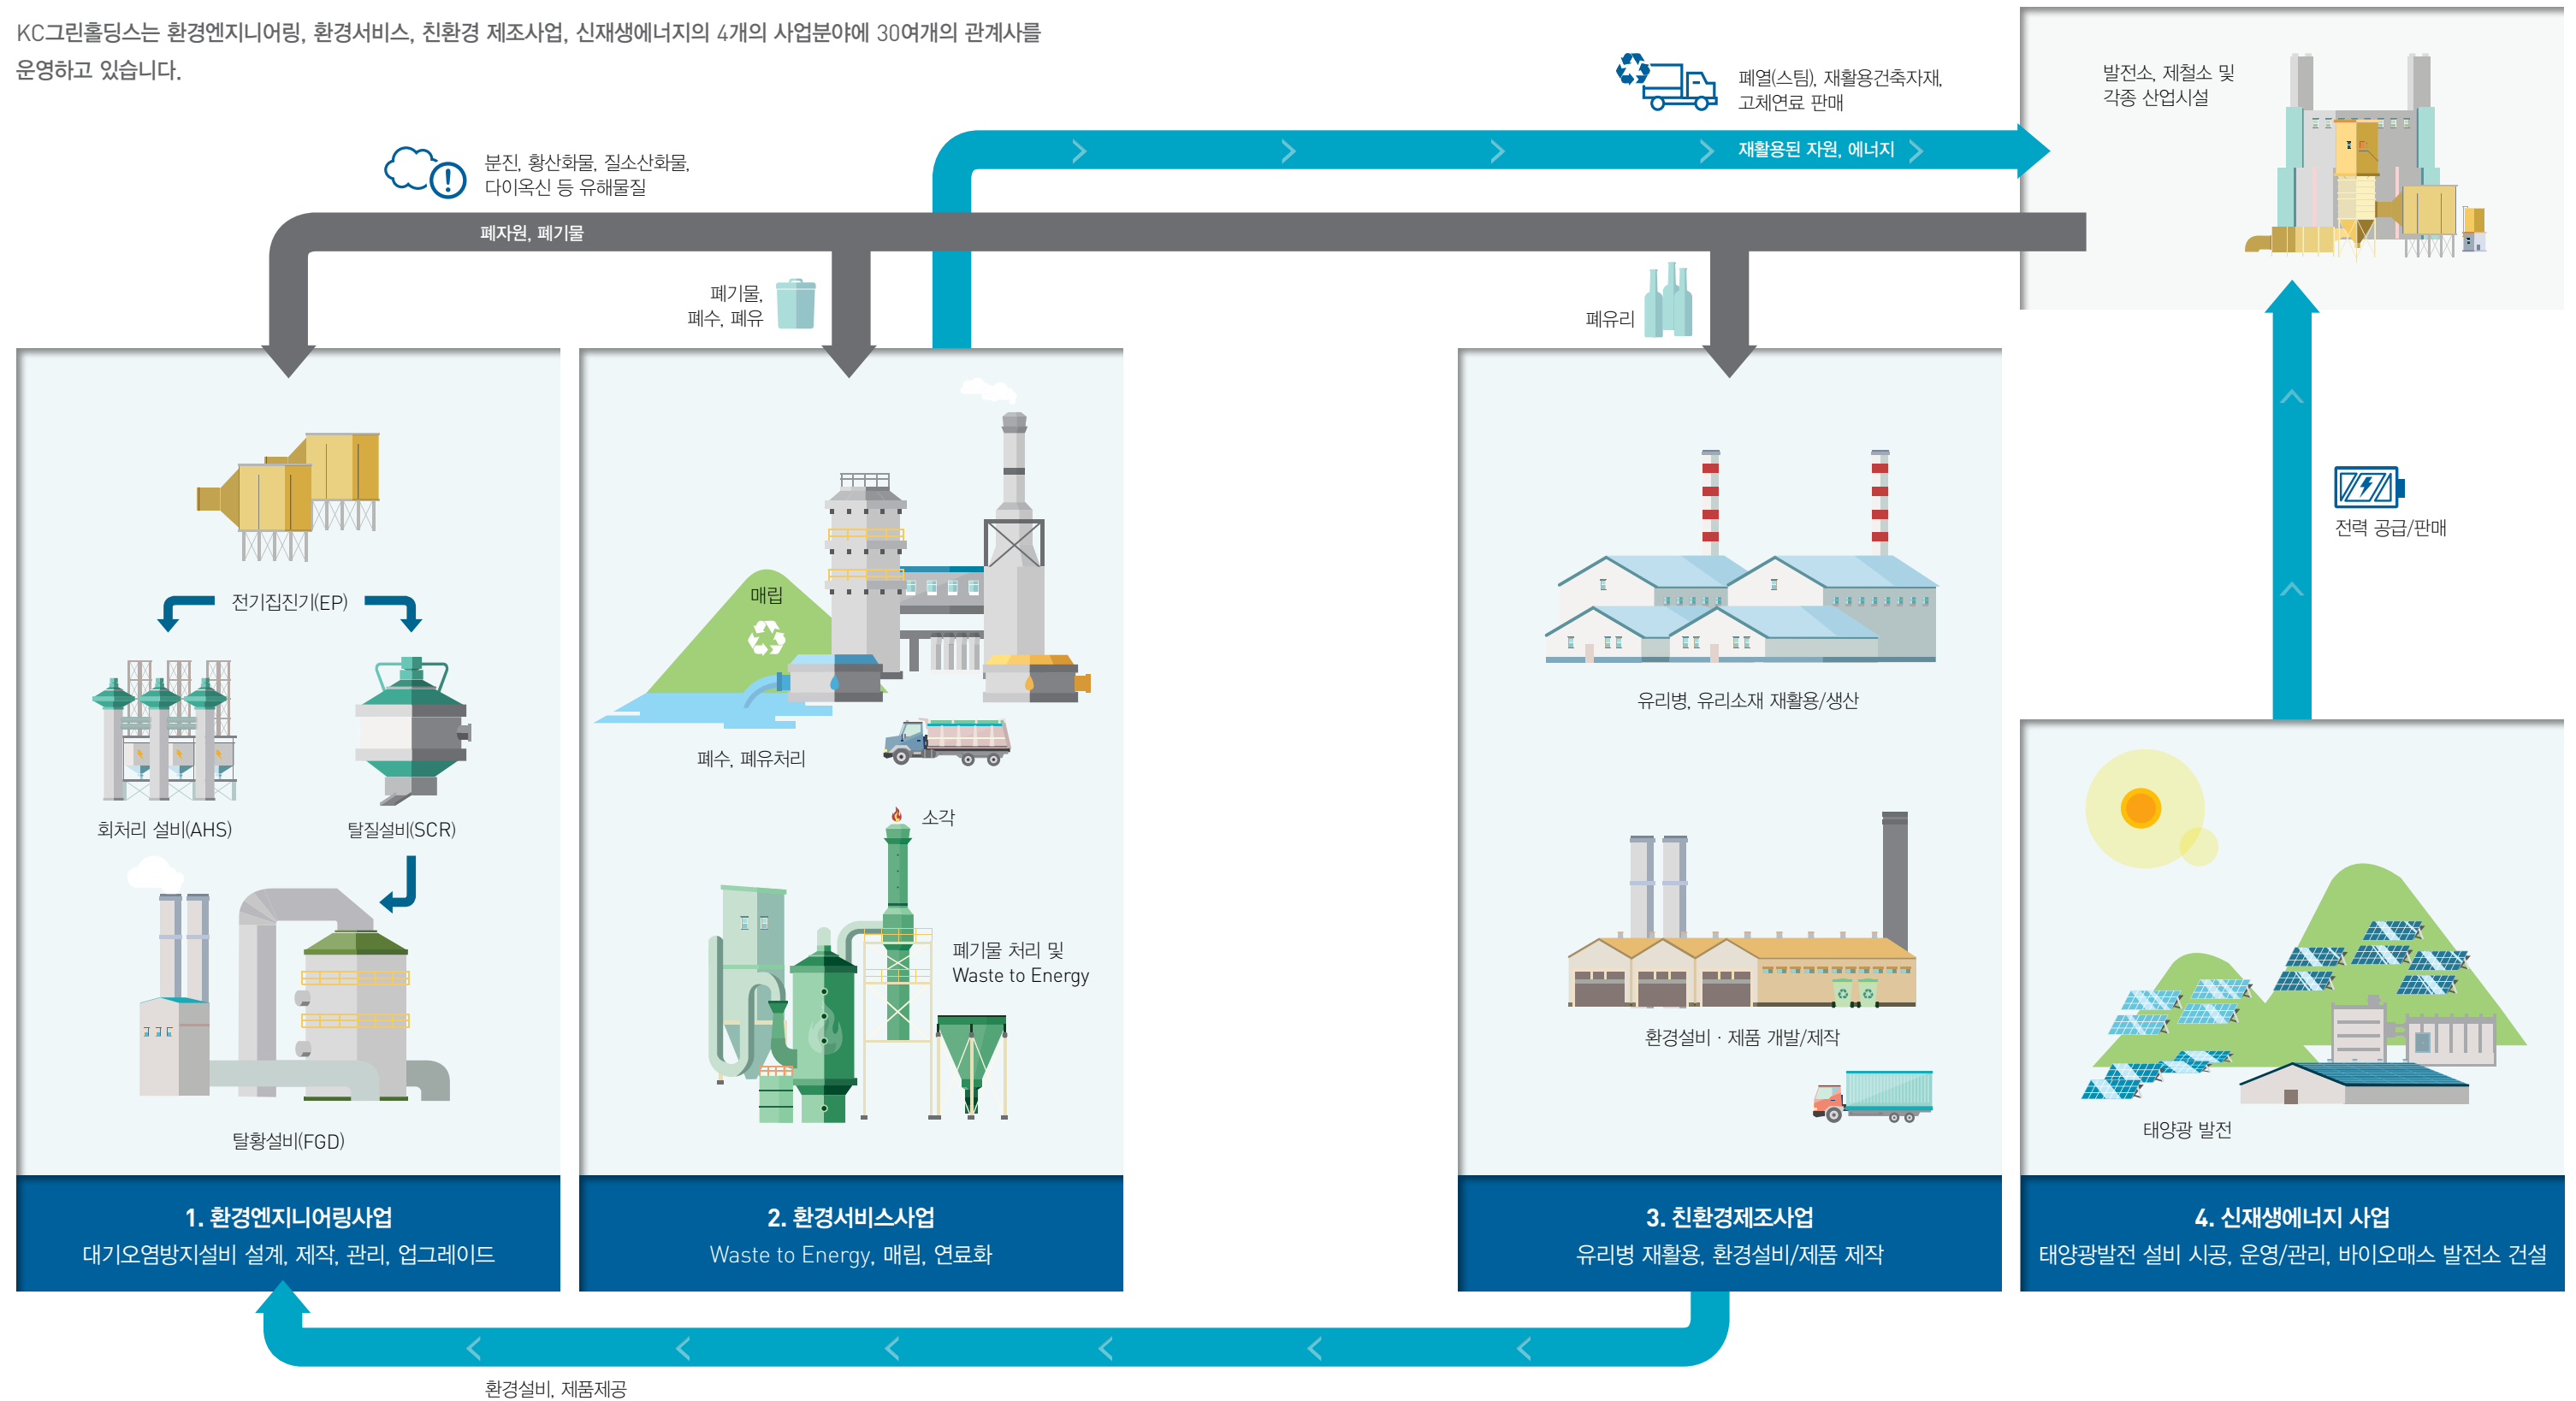 KC그린홀딩스는 환경엔지니어링, 환경서비스, 친환경 제조사업, 신재생에너지의 4개의 사업분야에 30여개의 관계사를
운영하고 있습니다.
폐열(스팀), 재활용건축자재,
고체연료 판매
재활용된 자원, 에너지
발전소, 제철소 및
각종 산업시설
분진, 황산화물, 질소산화물,
다이옥신 등 유해물질
폐자원, 폐기물
폐기물,
폐수, 폐유
폐유리
전력 공급/판매
전기집진기(EP)
회처리 설비(AHS)
탈질설비(SCR)
탈황설비(FGD)
매립
폐수, 폐유처리
소각
폐기물 처리 및
Waste to Energy
유리병, 유리소재 재활용/생산
환경설비 · 제품 개발/제작
태양광 발전
1. 환경엔지니어링사업
대기오염방지설비 설계, 제작, 관리, 업그레이드
2. 환경서비스사업
Waste to Energy, 매립, 연료화
3. 친환경제조사업
유리병 재활용, 환경설비/제품 제작
4. 신재생에너지 사업
태양광발전 설비 시공, 운영/관리, 바이오매스 발전소 건설
환경설비, 제품제공